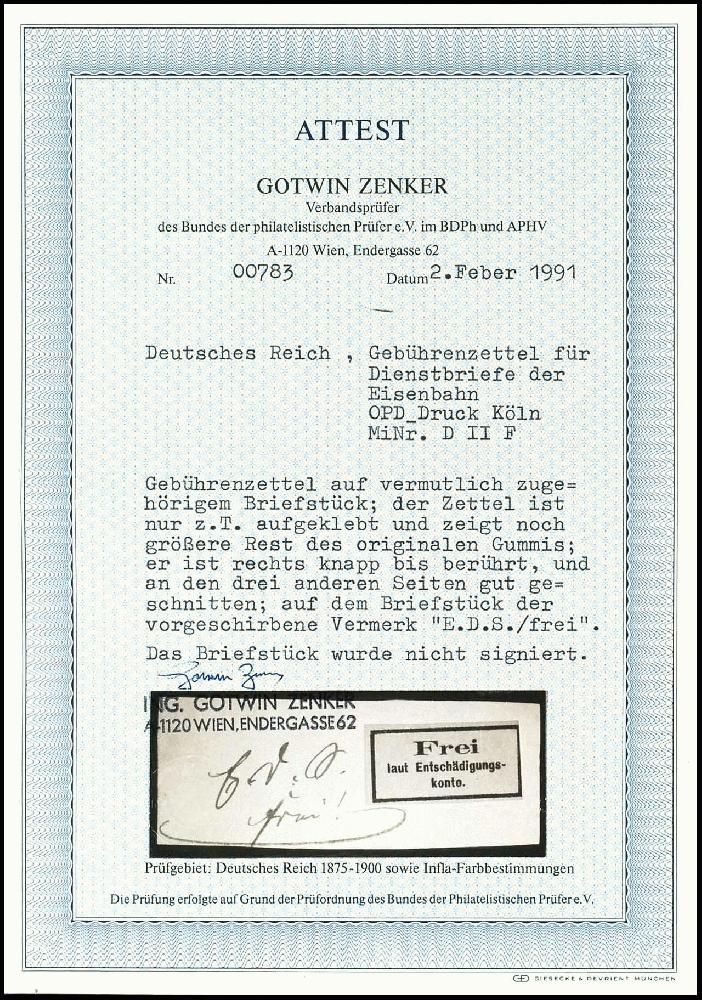 ATTEST
GOTWIN ZENKER
Verbandsprüfer
des Bundes der philatelistischen Prüfer e.V. im BDPh und APHV
A-1120 Wien, Endergasse 62
Nr. 00783 Datum 2.Feber 1991
Deutsches Reich , Gebührenzettel für
Dienstbriefe der
Eisenbahn
OPD_Druck Köln
MiNr. D II F
Gebührenzettel auf vermutlich zuge=
hörigem Briefstück; der Zettel ist
nur z.T. aufgeklebt und zeigt noch
größere Rest des originalen Gummis;
er ist rechts knapp bis berührt, und
an den drei anderen Seiten gut ge=
schnitten; auf dem Briefstück der
vorgeschirbene Vermerk "E.D.S./frei".
Das Briefstück wurde nicht signiert.
ING. GOTWIN ZENKER
A-1120 WIEN, ENDERGASSE 62
E.D.S.
frei!
Frei
laut Entschädigungs-
konto.
Prüfgebiet: Deutsches Reich 1875-1900 sowie Infla-Farbbestimmungen
Die Prüfung erfolgte auf Grund der Prüfordnung des Bundes der Philatelistischen Prüfer e.V.
GIESECKE & DEVRIENT MÜNCHEN